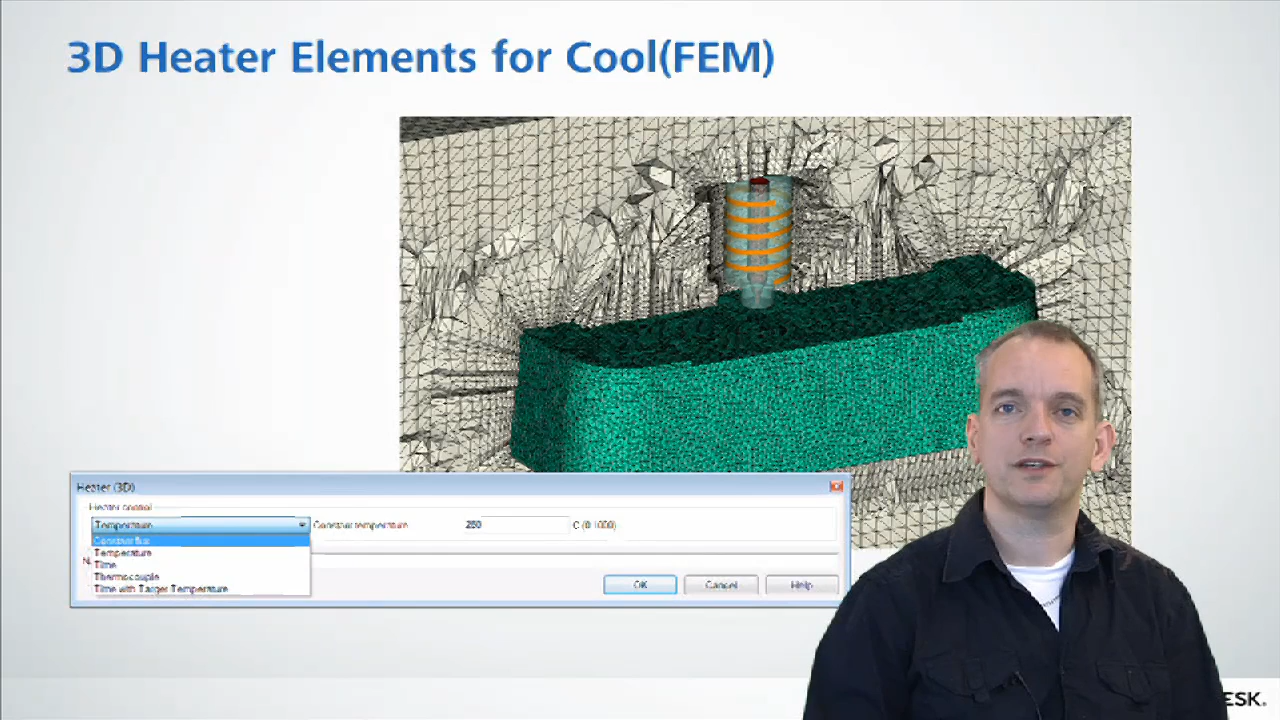 3D Heater Elements for Cool(FEM)
Heater (3D)
Heater control
Temperature
Constant temperature
250
C (0:1000)
Constant flux
Temperature
Time
Thermocouple
Time with Target Temperature
OK
Cancel
Help
ESK.